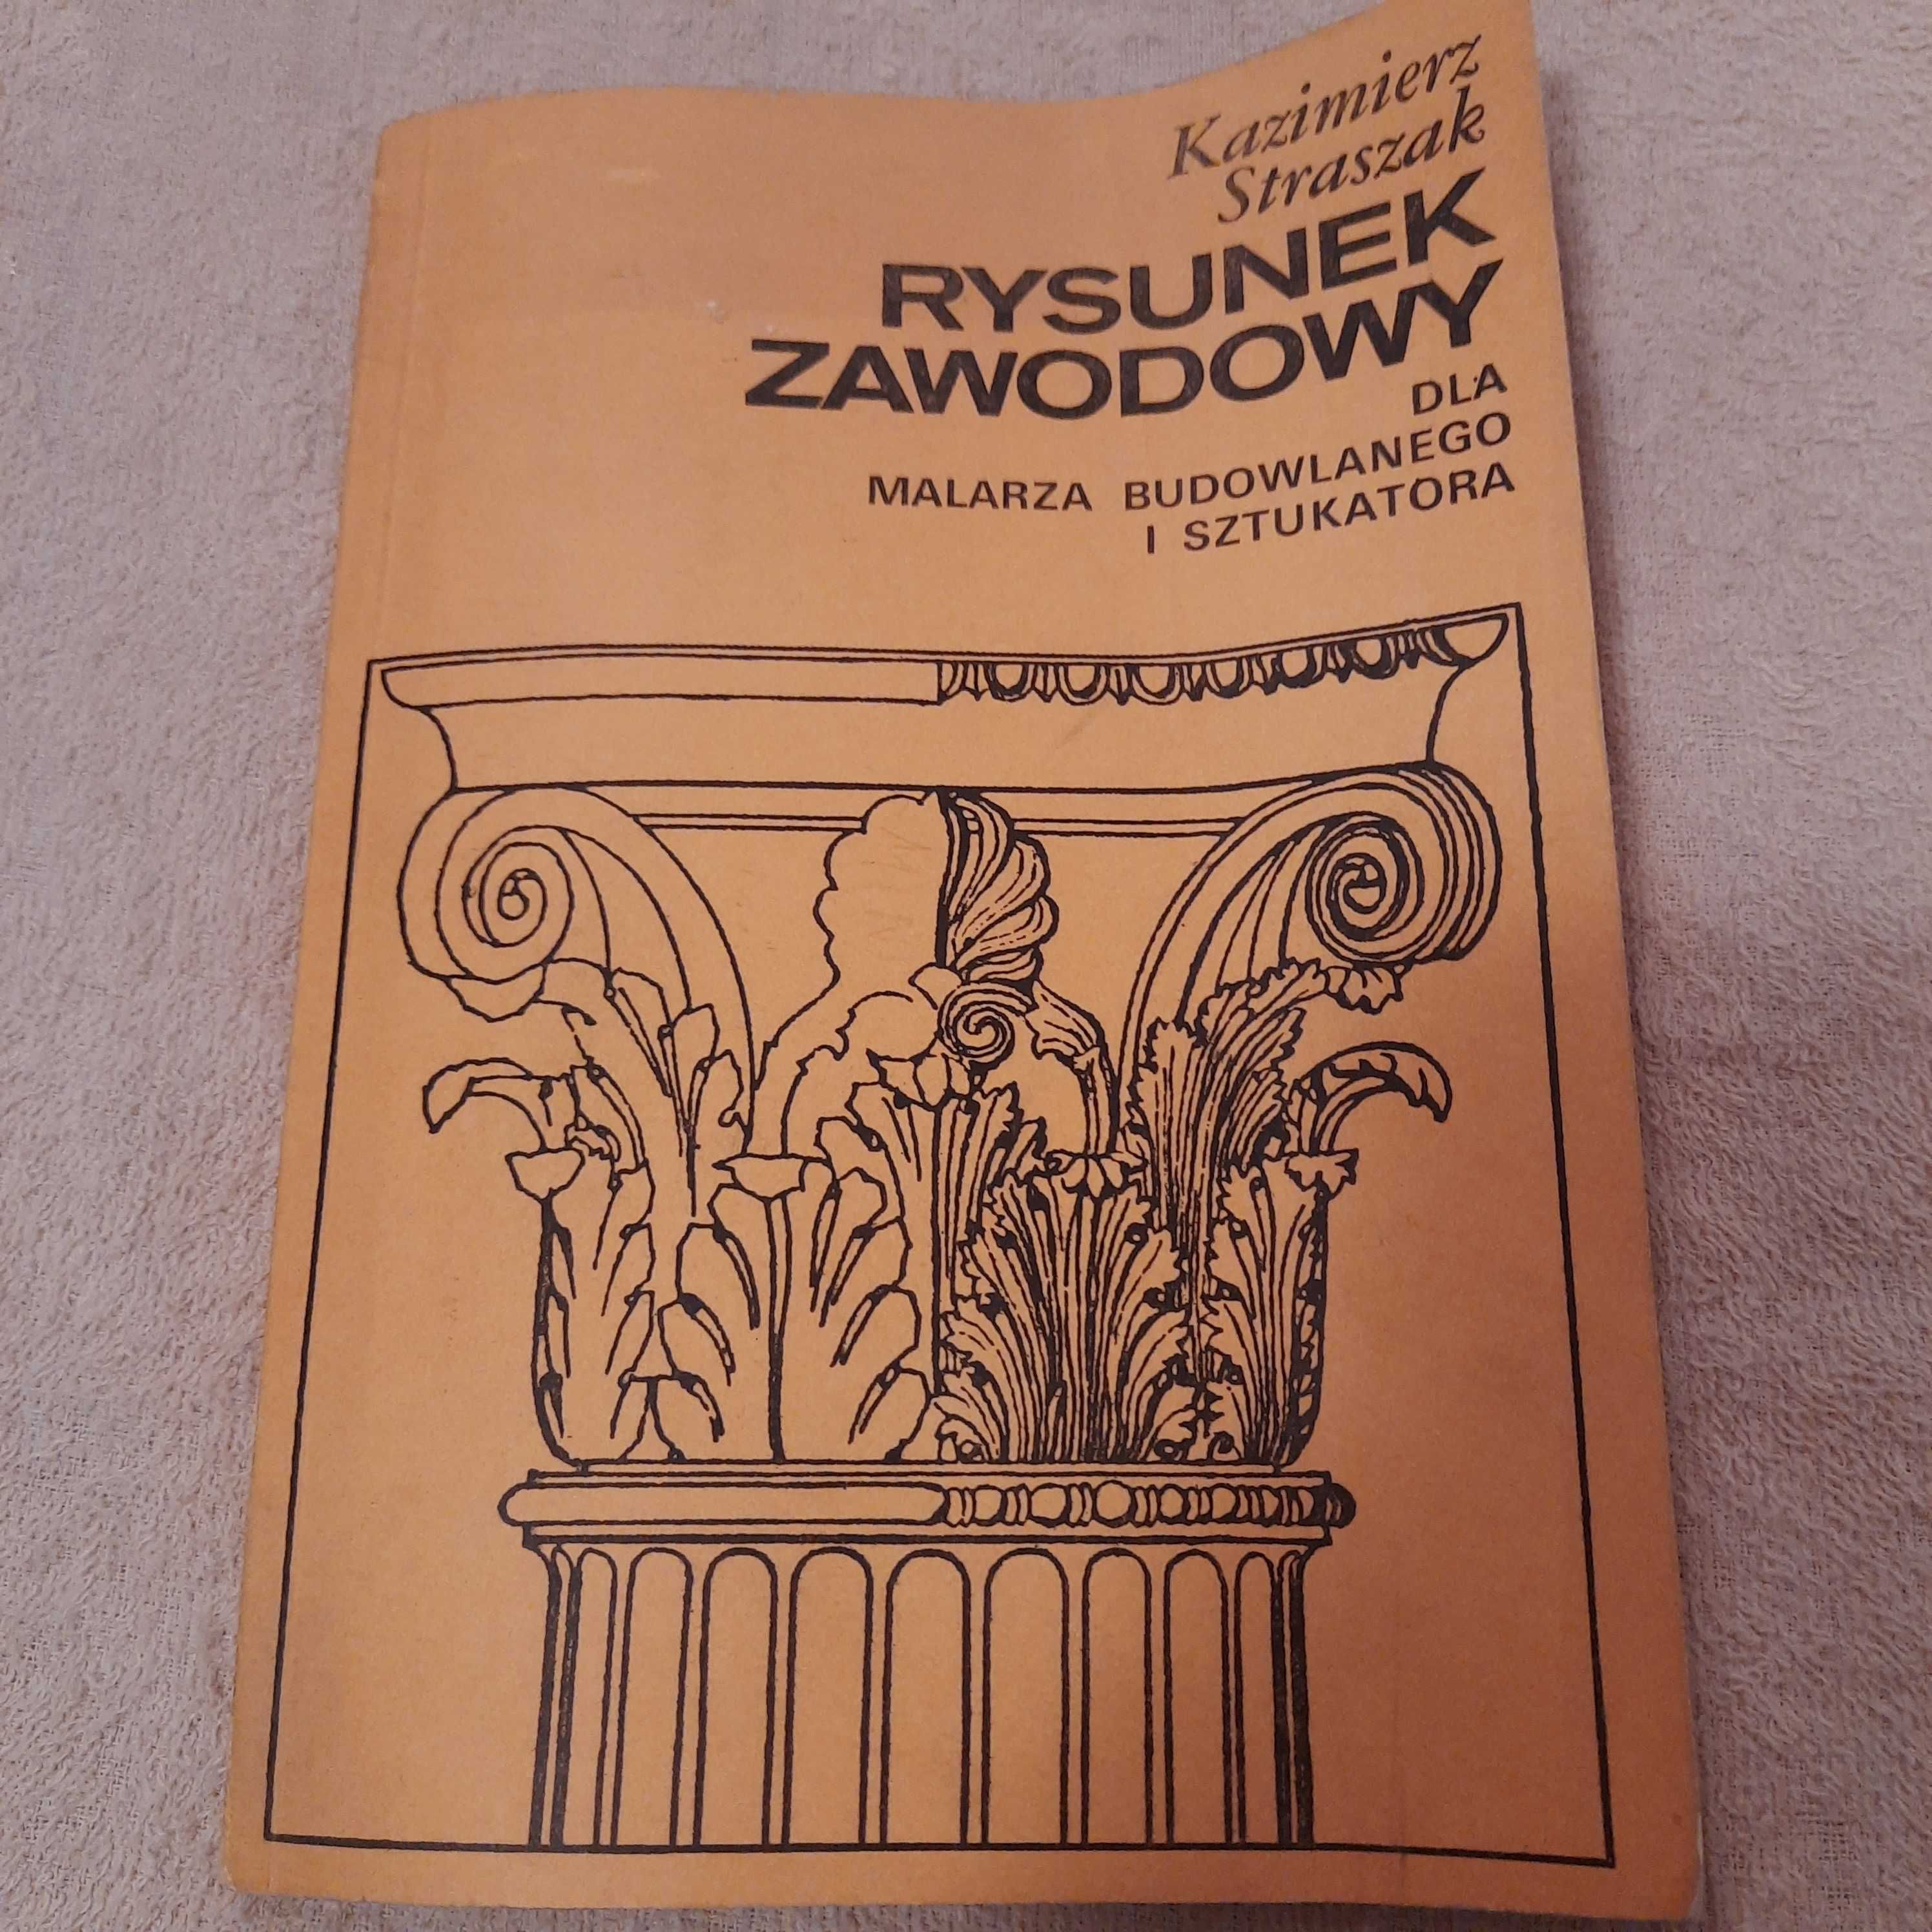 Kazimierz
Straszak
RYSUNEK
ZAWODOWY
DLA
MALARZA BUDOWLANEGO
I SZTUKATORA